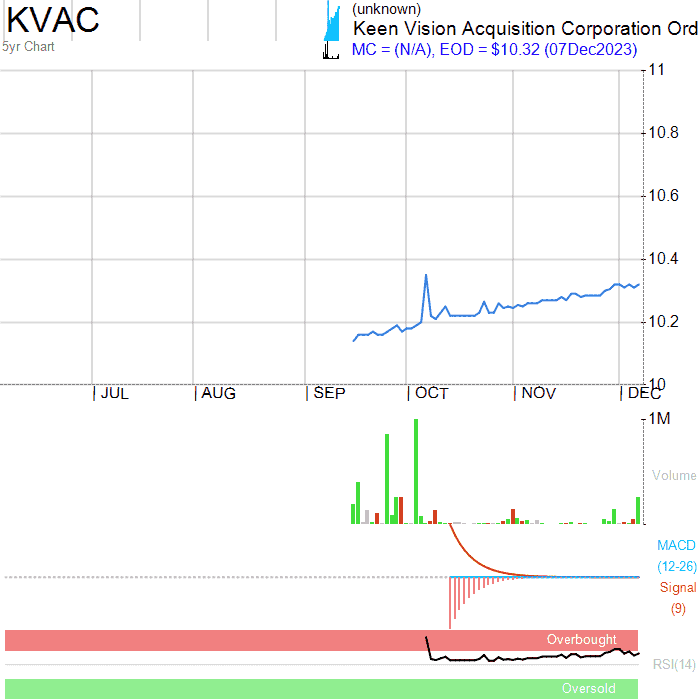 KVAC
(unknown)
Keen Vision Acquisition Corporation Ord
5yr Chart
MC = (N/A), EOD = $10.32 (07Dec2023)
11
10.8
10.6
10.4
10.2
10
JUL AUG SEP OCT NOV DEC
1M
Volume
MACD
(12-26)
Signal
(9)
Overbought
RSI(14)
Oversold